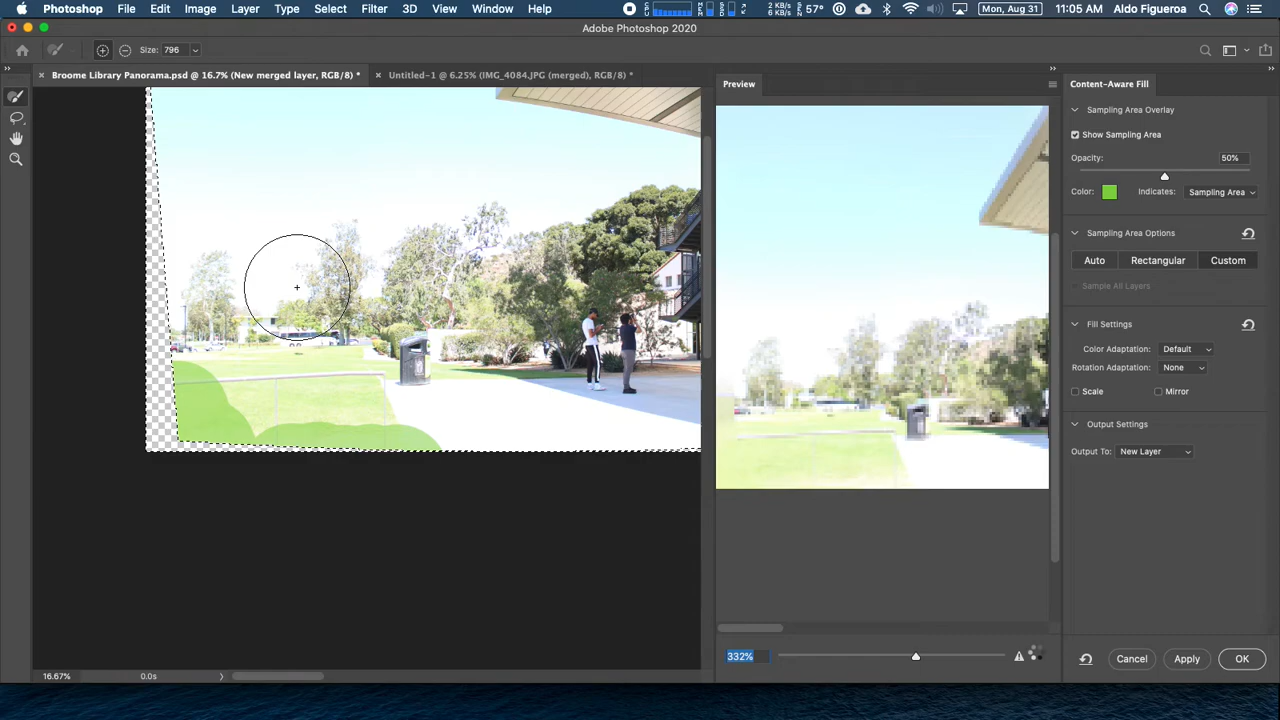 Photoshop File Edit Image Layer Type Select Filter 3D View Window Help 2 KB/s 6 KB/s 57° Mon, Aug 31 11:05 AM Aldo Figueroa
Adobe Photoshop 2020
Size: 796
Broome Library Panorama.psd @ 16.7% (New merged layer, RGB/8) * Untitled-1 @ 6.25% (IMG_4084.JPG (merged), RGB/8) *
Preview
Content-Aware Fill
Sampling Area Overlay
Show Sampling Area
Opacity: 50%
Color: Indicates: Sampling Area
Sampling Area Options
Auto Rectangular Custom
Sample All Layers
Fill Settings
Color Adaptation: Default
Rotation Adaptation: None
Scale Mirror
Output Settings
Output To: New Layer
332%
Cancel Apply OK
16.67% 0.0s